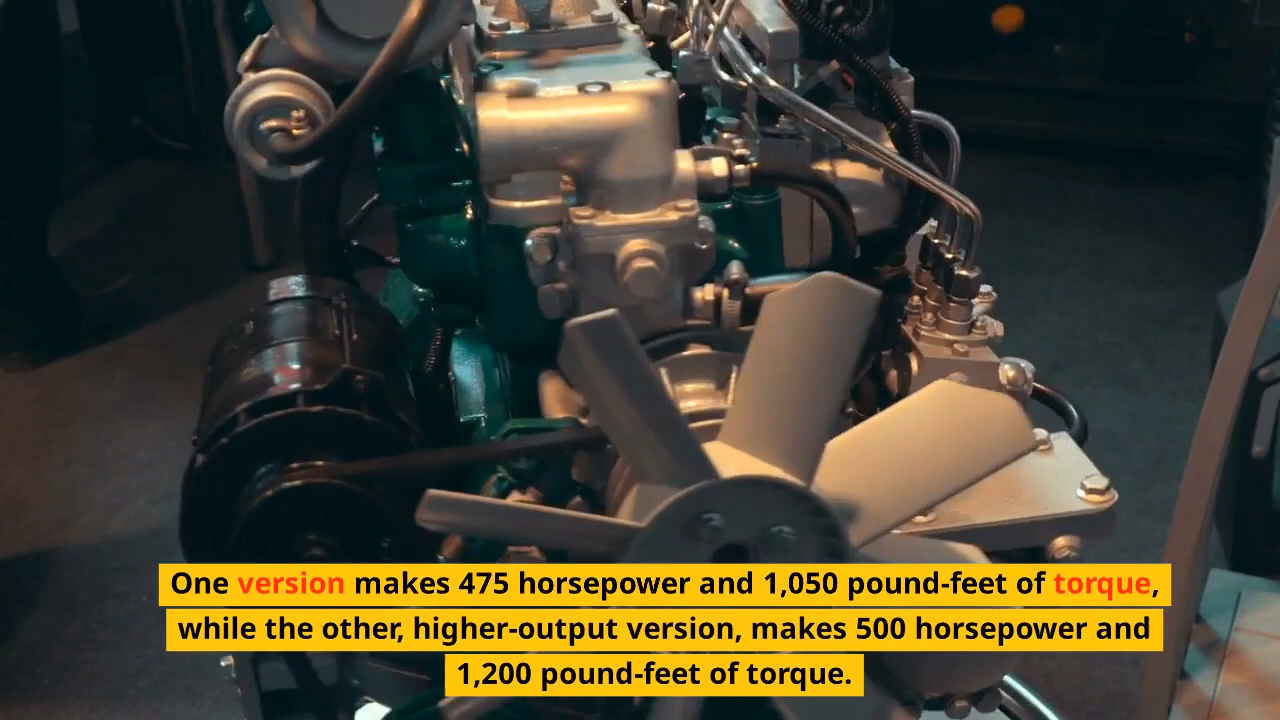 One version makes 475 horsepower and 1,050 pound-feet of torque,
while the other, higher-output version, makes 500 horsepower and
1,200 pound-feet of torque.